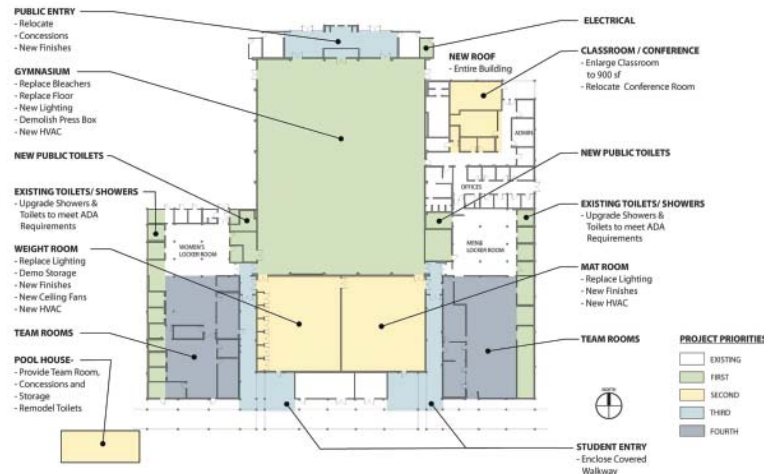 PUBLIC ENTRY
- Relocate
- Concessions
- New Finishes
GYMNASIUM
- Replace Bleachers
- Replace Floor
- New Lighting
- Demolish Press Box
- New HVAC
NEW PUBLIC TOILETS
EXISTING TOILETS/ SHOWERS
- Upgrade Showers &
Toilets to meet ADA
Requirements
WEIGHT ROOM
- Replace Lighting
- Demo Storage
- New Finishes
- New Ceiling Fans
- New HVAC
TEAM ROOMS
POOL HOUSE-
- Provide Team Room,
- Concessions and
- Storage
- Remodel Toilets
WOMEN'S
LOCKER ROOM
NEW ROOF
- Entire Building
ADMIN
OFFICES
MENS
LOCKER ROOM
ELECTRICAL
CLASSROOM / CONFERENCE
- Enlarge Classroom
to 900 sf
- Relocate Conference Room
NEW PUBLIC TOILETS
EXISTING TOILETS/ SHOWERS
- Upgrade Showers &
Toilets to meet ADA
Requirements
MAT ROOM
- Replace Lighting
- New Finishes
- New HVAC
TEAM ROOMS
STUDENT ENTRY
- Enclose Covered
Walkway
NORTH
PROJECT PRIORITIES
EXISTING
FIRST
SECOND
THIRD
FOURTH